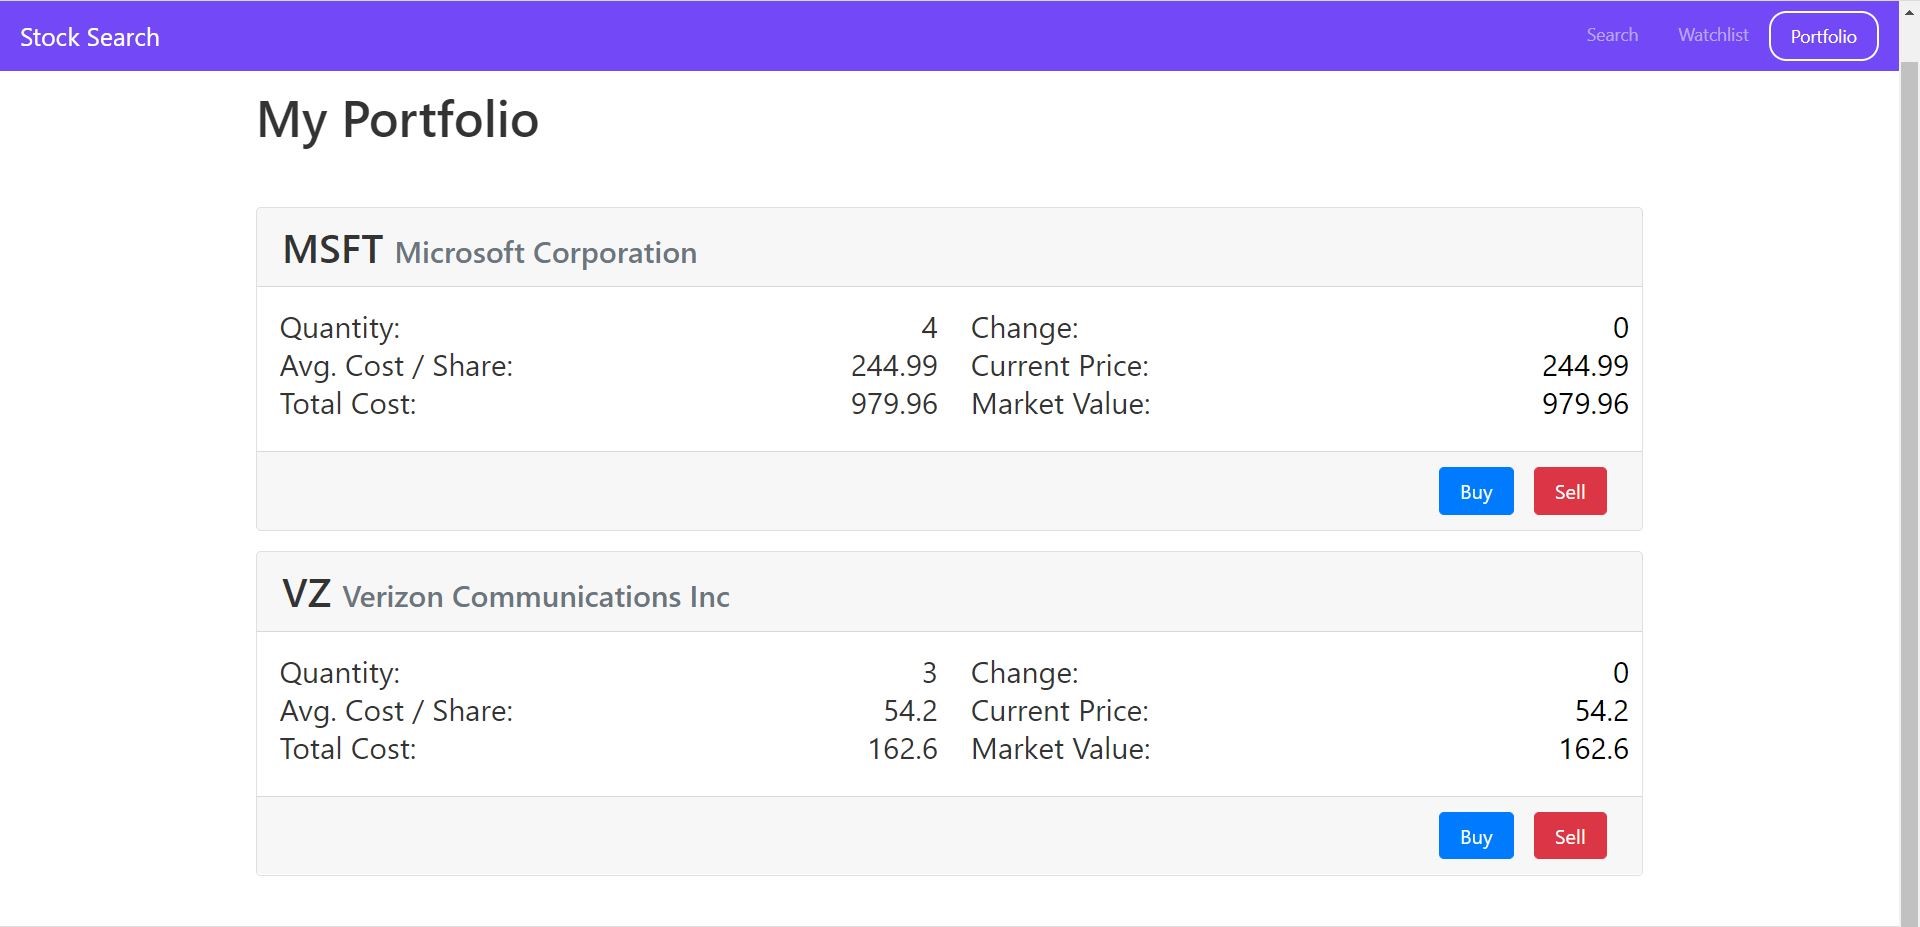 Stock Search Search Watchlist Portfolio
My Portfolio
MSFT Microsoft Corporation
Quantity: 4 Change: 0
Avg. Cost / Share: 244.99 Current Price: 244.99
Total Cost: 979.96 Market Value: 979.96
Buy Sell
VZ Verizon Communications Inc
Quantity: 3 Change: 0
Avg. Cost / Share: 54.2 Current Price: 54.2
Total Cost: 162.6 Market Value: 162.6
Buy Sell